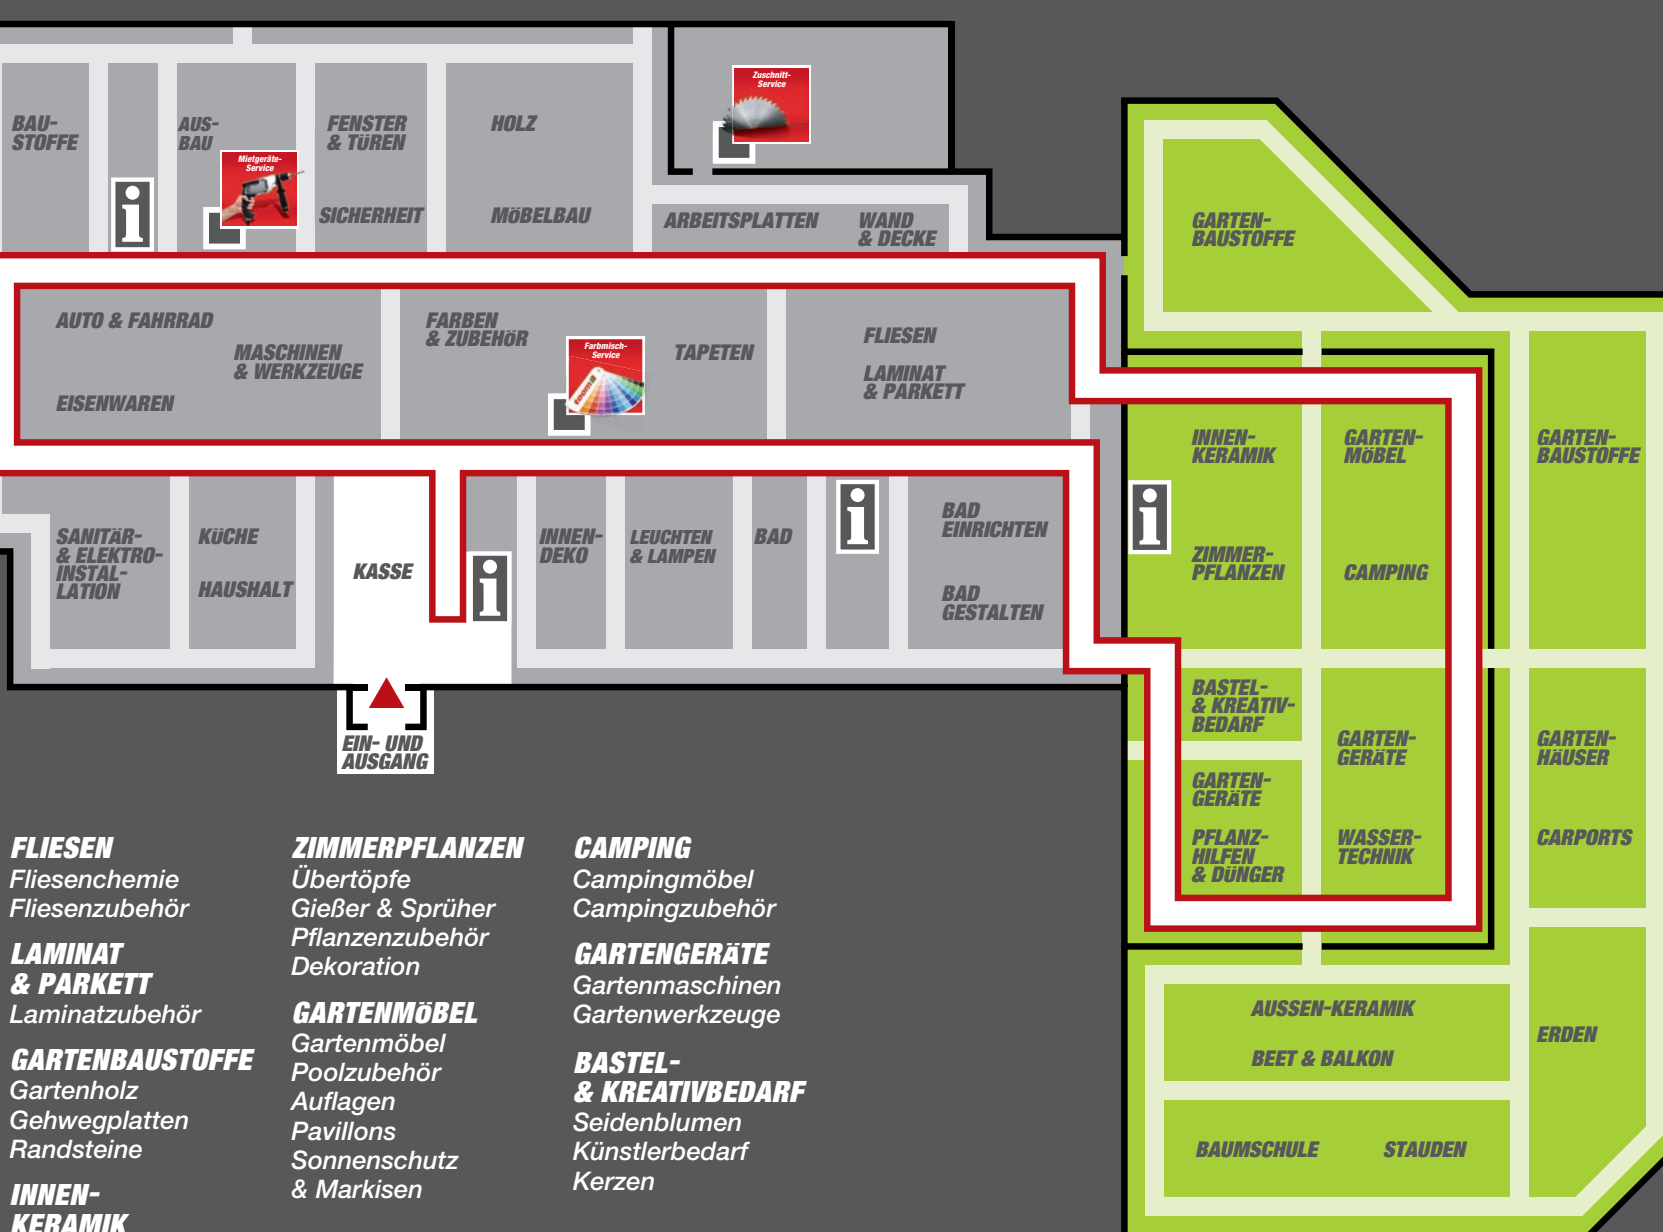 Zuschnitt-
Service
BAU-
STOFFE
AUS-
BAU
FENSTER
& TÜREN
HOLZ
Mietgeräte-
Service
SICHERHEIT
MÖBELBAU
ARBEITSPLATTEN
WAND
& DECKE
GARTEN-
BAUSTOFFE
AUTO & FAHRRAD
MASCHINEN
& WERKZEUGE
EISENWAREN
FARBEN
& ZUBEHÖR
Farbmisch-
Service
toom
TAPETEN
FLIESEN
LAMINAT
& PARKETT
INNEN-
KERAMIK
GARTEN-
MÖBEL
GARTEN-
BAUSTOFFE
SANITÄR-
& ELEKTRO-
INSTAL-
LATION
KÜCHE
HAUSHALT
KASSE
INNEN-
DEKO
LEUCHTEN
& LAMPEN
BAD
BAD
EINRICHTEN
BAD
GESTALTEN
ZIMMER-
PFLANZEN
CAMPING
EIN- UND
AUSGANG
BASTEL-
& KREATIV-
BEDARF
GARTEN-
GERÄTE
GARTEN-
HÄUSER
GARTEN-
GERÄTE
PFLANZ-
HILFEN
& DÜNGER
WASSER-
TECHNIK
CARPORTS
AUSSEN-KERAMIK
BEET & BALKON
ERDEN
BAUMSCHULE
STAUDEN
FLIESEN
Fliesenchemie
Fliesenzubehör
LAMINAT
& PARKETT
Laminatzubehör
GARTENBAUSTOFFE
Gartenholz
Gehwegplatten
Randsteine
INNEN-
KERAMIK
ZIMMERPFLANZEN
Übertöpfe
Gießer & Sprüher
Pflanzenzubehör
Dekoration
GARTENMÖBEL
Gartenmöbel
Poolzubehör
Auflagen
Pavillons
Sonnenschutz
& Markisen
CAMPING
Campingmöbel
Campingzubehör
GARTENGERÄTE
Gartenmaschinen
Gartenwerkzeuge
BASTEL-
& KREATIVBEDARF
Seidenblumen
Künstlerbedarf
Kerzen